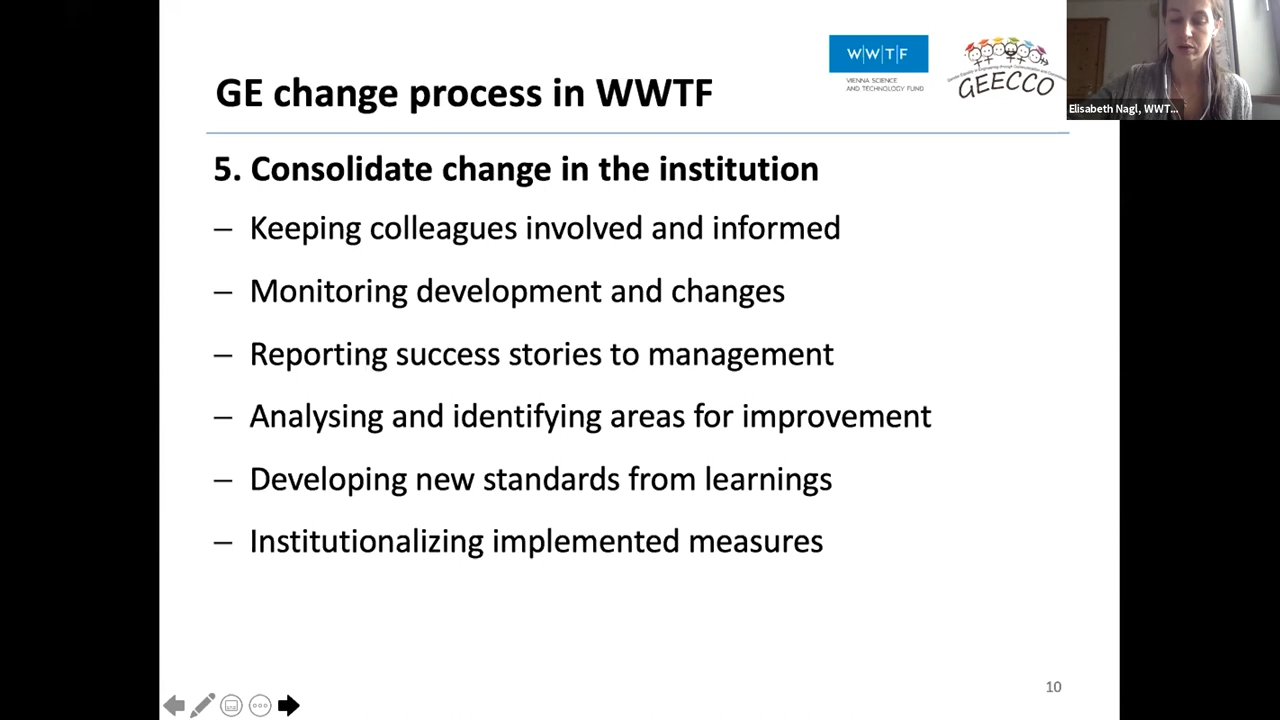 GE change process in WWTF
W|W|T|F
VIENNA SCIENCE
AND TECHNOLOGY FUND
GEECCO
Elisabeth Nagl, WWT...
5. Consolidate change in the institution
– Keeping colleagues involved and informed
– Monitoring development and changes
– Reporting success stories to management
– Analysing and identifying areas for improvement
– Developing new standards from learnings
– Institutionalizing implemented measures
10